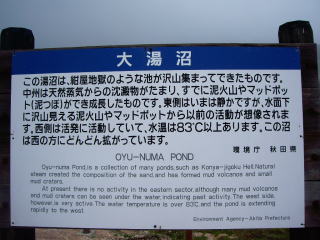 大湯沼
この湯沼は、紺屋地獄のような池が沢山集まってできたものです。
中州は天然蒸気からの沈澱物がたまり、すでに泥火山やマッドポッ
ト(泥つぼ)ができ成長したものです。東側はいまは静かですが、水面下
に沢山見える泥火山やマッドポットから以前の活動が想像されま
す。西側は活発に活動していて、水温は83℃以上あります。この沼
は西の方にどんどん拡がっています。
環境庁 秋田県
OYU-NUMA POND
Oyu-numa Pond,is a collection of many ponds,such as Konya-jigoku Hell.Natural
steam created the composition of the sand,and has formed mud volcanos and small
mud craters.
At present there is no activity in the eastern sector,although many mud volcanos
and mud craters can be seen under the water,indicating past activity.The west side,
however,is very active.The water temperature is over 83℃,and the pond is extending
rapidly to the west.
Environment Agency-Akita Prefecture